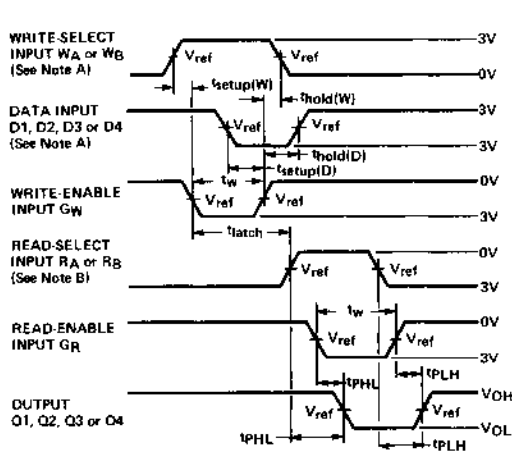 WRITE-SELECT
INPUT WA or WB
(See Note A)
Vref
Vref
3V
0V
tsetup(W)
thold(W)
DATA INPUT
D1, D2, D3 or D4
(See Note A)
Vref
Vref
3V
3V
thold(D)
tsetup(D)
tw
WRITE-ENABLE
INPUT GW
Vref
Vref
0V
3V
tlatch
READ-SELECT
INPUT RA or RB
(See Note B)
Vref
Vref
0V
3V
tw
READ-ENABLE
INPUT GR
Vref
Vref
0V
3V
tPHL
tPLH
OUTPUT
Q1, Q2, Q3 or Q4
Vref
Vref
VOH
VOL
tPHL
tPLH